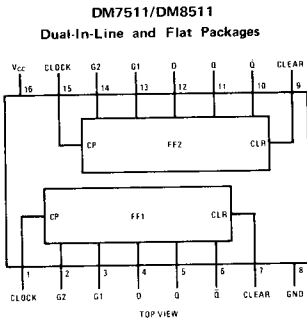 DM7511/DM8511
Dual-In-Line and Flat Packages
VCC CLOCK G2 G1 D Q Q̅ CLEAR
16 15 14 13 12 11 10 9
CP FF2 CLR
CP FF1 CLR
1 2 3 4 5 6 7 8
CLOCK G2 G1 D Q Q̅ CLEAR GND
TOP VIEW